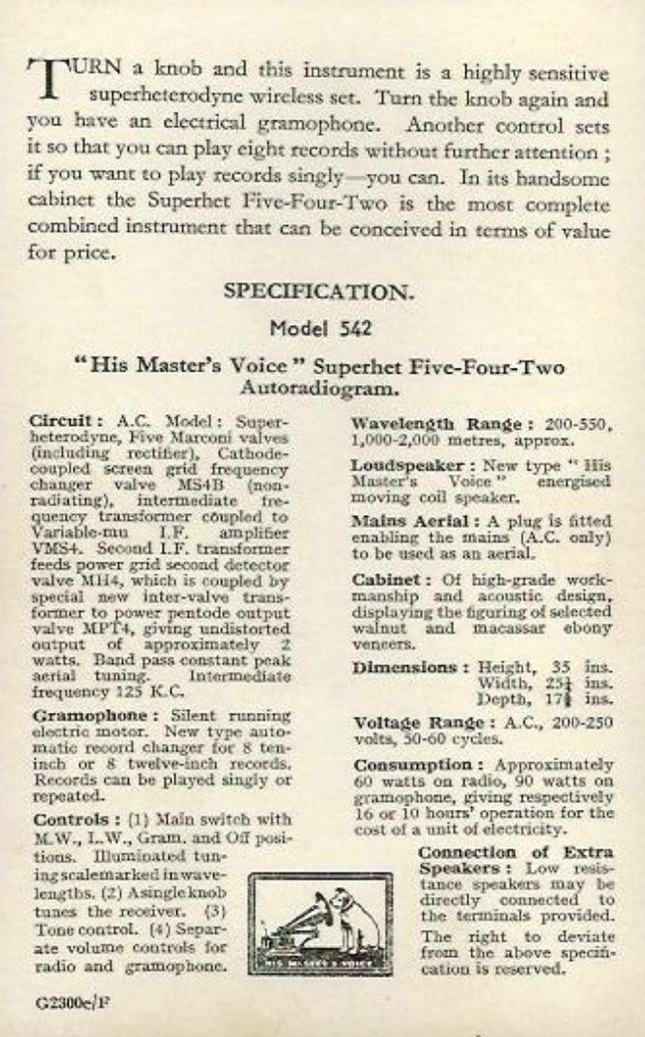 TURN a knob and this instrument is a highly sensitive
superheterodyne wireless set. Turn the knob again and
you have an electrical gramophone. Another control sets
it so that you can play eight records without further attention ;
if you want to play records singly—you can. In its handsome
cabinet the Superhet Five-Four-Two is the most complete
combined instrument that can be conceived in terms of value
for price.
SPECIFICATION.
Model 542
"His Master's Voice" Superhet Five-Four-Two
Autoradiogram.
Circuit : A.C. Model : Super-
heterodyne, Five Marconi valves
(including rectifier), Cathode-
coupled screen grid frequency
changer valve MS4B (non-
radiating), intermediate fre-
quency transformer coupled to
Variable-mu I.F. amplifier
VMS4. Second I.F. transformer
feeds power grid second detector
valve MH4, which is coupled by
special new inter-valve trans-
former to power pentode output
valve MPT4, giving undistorted
output of approximately 2
watts. Band pass constant peak
aerial tuning. Intermediate
frequency 125 K.C.
Gramophone : Silent running
electric motor. New type auto-
matic record changer for 8 ten-
inch or 8 twelve-inch records.
Records can be played singly or
repeated.
Controls : (1) Main switch with
M.W., L.W., Gram. and Off posi-
tions. Illuminated tun-
ing scale marked in wave-
lengths. (2) A single knob
tunes the receiver. (3)
Tone control. (4) Separ-
ate volume controls for
radio and gramophone.
Wavelength Range : 200-550,
1,000-2,000 metres, approx.
Loudspeaker : New type "His
Master's Voice" energised
moving coil speaker.
Mains Aerial : A plug is fitted
enabling the mains (A.C. only)
to be used as an aerial.
Cabinet : Of high-grade work-
manship and acoustic design,
displaying the figuring of selected
walnut and macassar ebony
veneers.
Dimensions : Height, 35 ins.
Width, ins.
Depth, ins.
Voltage Range : A.C., 200-250
volts, 50-60 cycles.
Consumption : Approximately
60 watts on radio, 90 watts on
gramophone, giving respectively
16 or 10 hours' operation for the
cost of a unit of electricity.
Connection of Extra
Speakers : Low resis-
tance speakers may be
directly connected to
the terminals provided.
The right to deviate
from the above specifi-
cation is reserved.
HIS MASTER'S VOICE
G2300e/F